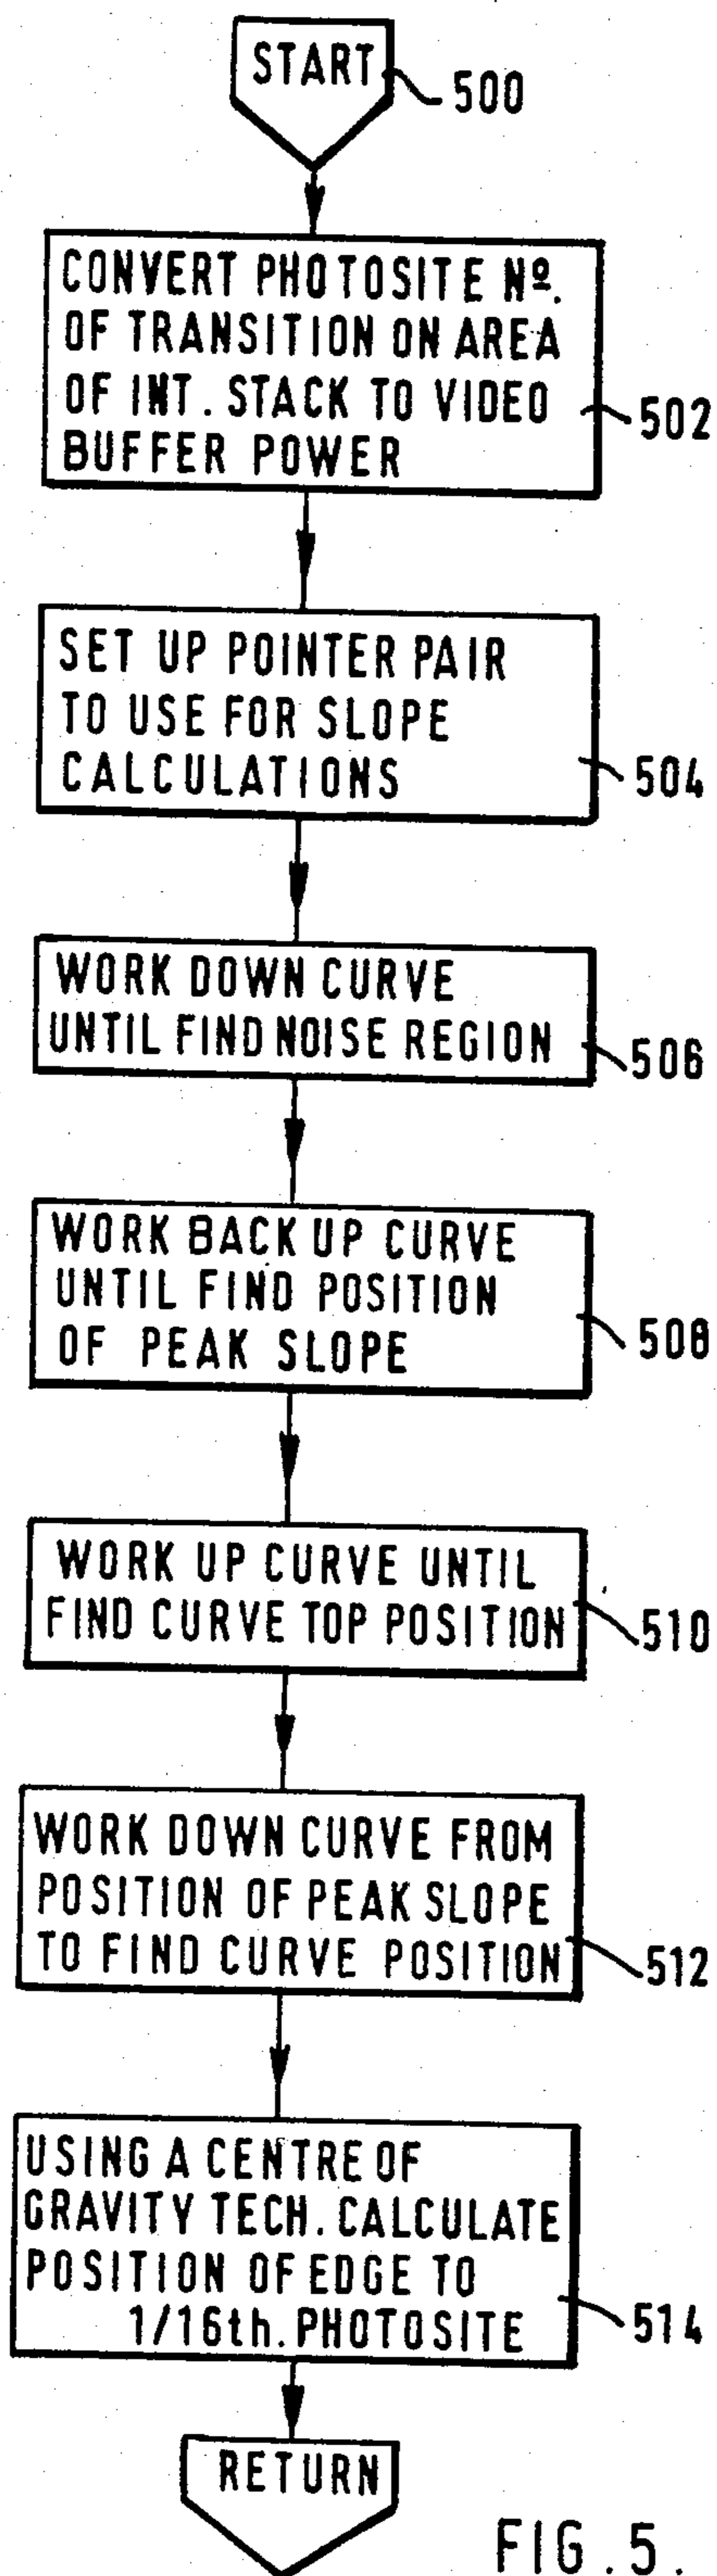 START
500
CONVERT PHOTOSITE Nº.
OF TRANSITION ON AREA
OF INT. STACK TO VIDEO
BUFFER POWER
502
SET UP POINTER PAIR
TO USE FOR SLOPE
CALCULATIONS
504
WORK DOWN CURVE
UNTIL FIND NOISE REGION
506
WORK BACK UP CURVE
UNTIL FIND POSITION
OF PEAK SLOPE
508
WORK UP CURVE UNTIL
FIND CURVE TOP POSITION
510
WORK DOWN CURVE FROM
POSITION OF PEAK SLOPE
TO FIND CURVE POSITION
512
USING A CENTRE OF
GRAVITY TECH. CALCULATE
POSITION OF EDGE TO
1/16th. PHOTOSITE
514
RETURN
FIG. 5.